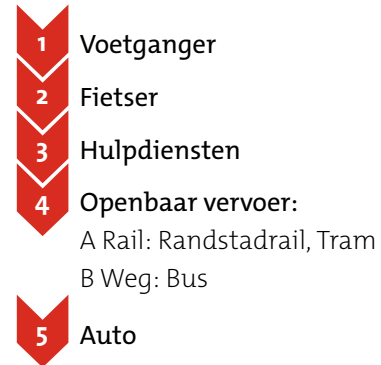 1 Voetganger
2 Fietser
3 Hulpdiensten
4 Openbaar vervoer:
A Rail: Randstadrail, Tram
B Weg: Bus
5 Auto